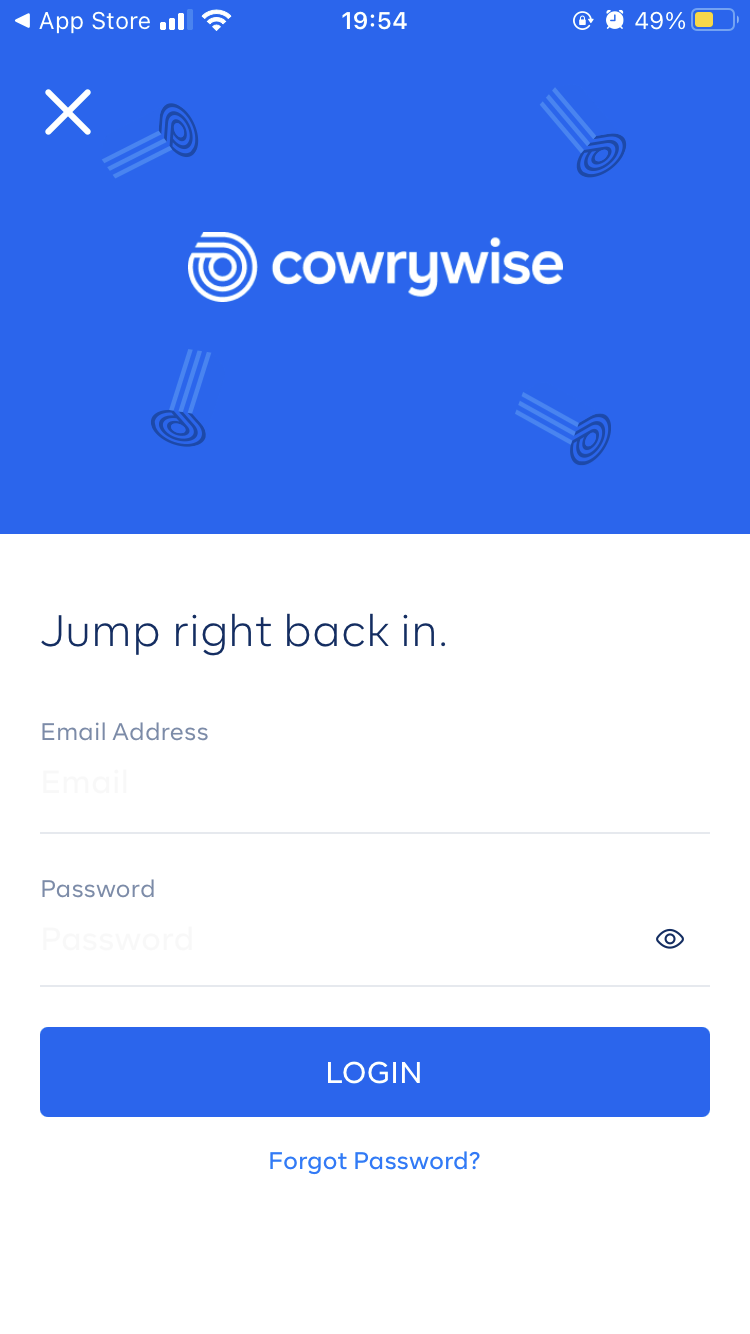 App Store
19:54
49%
cowrywise
Jump right back in.
Email Address
Email
Password
Password
LOGIN
Forgot Password?